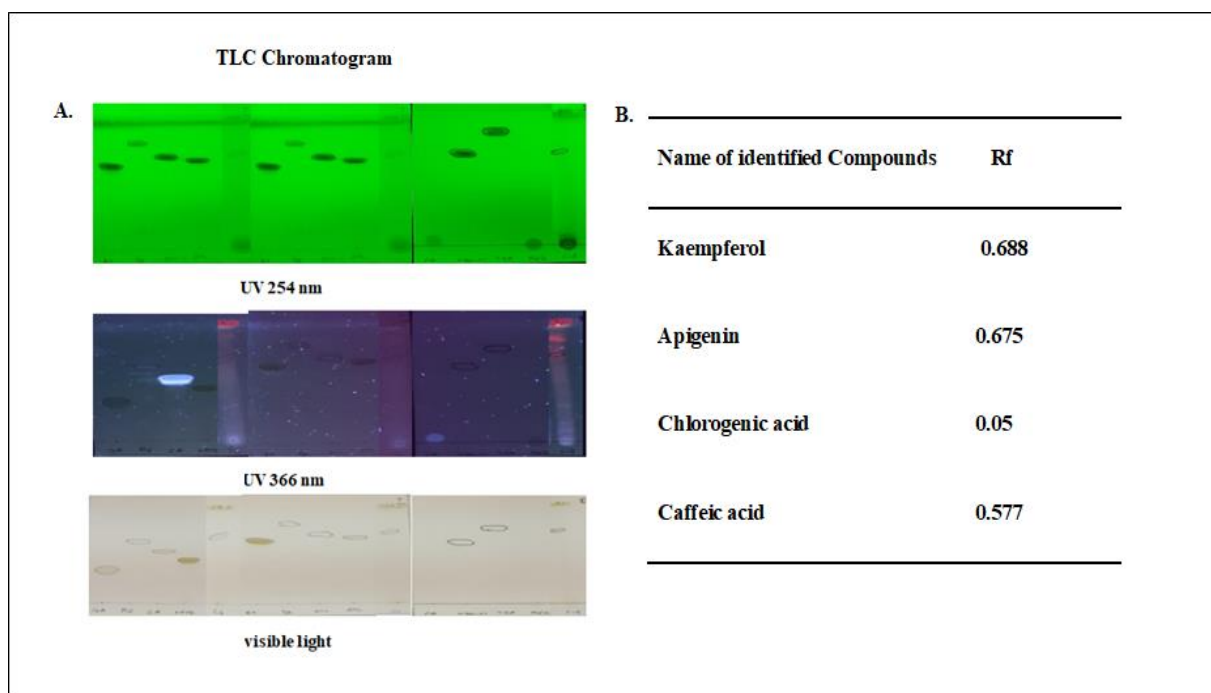 TLC Chromatogram
A.
UV 254 nm
UV 366 nm
visible light
B.
Name of identified Compounds Rf
Kaempferol 0.688
Apigenin 0.675
Chlorogenic acid 0.05
Caffeic acid 0.577